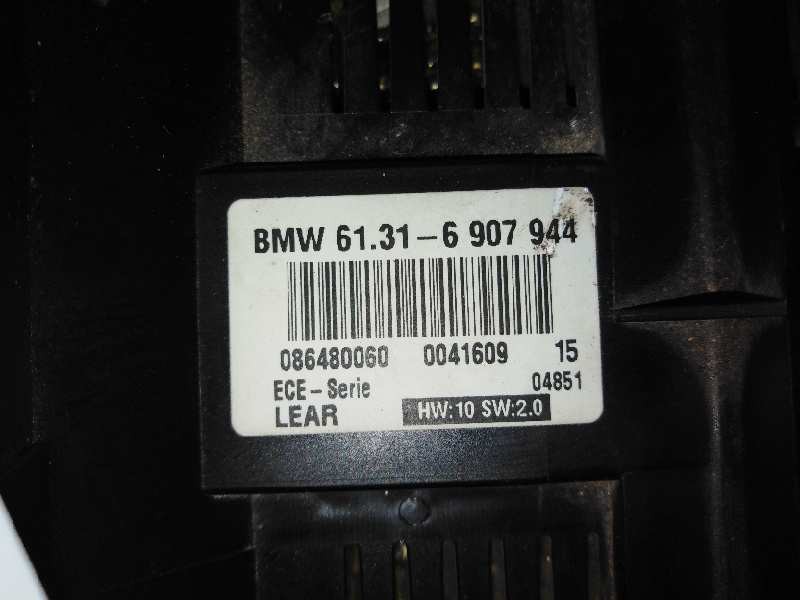 BMW 61.31-6 907 944
086480060 0041609 15
ECE-Serie 04851
LEAR HW:10 SW:2.0